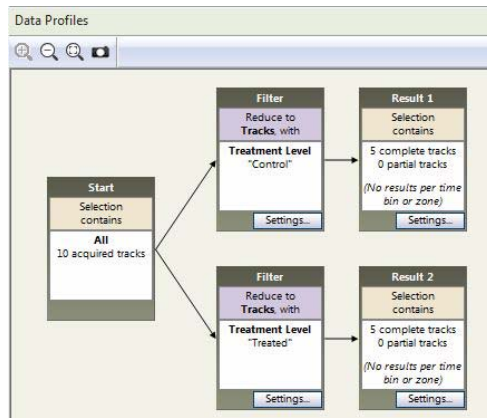 Data Profiles
Start
Selection
contains
All
10 acquired tracks
Filter
Reduce to
Tracks, with
Treatment Level
"Control"
Settings...
Result 1
Selection
contains
5 complete tracks
0 partial tracks
(No results per time
bin or zone)
Settings...
Filter
Reduce to
Tracks, with
Treatment Level
"Treated"
Settings...
Result 2
Selection
contains
5 complete tracks
0 partial tracks
(No results per time
bin or zone)
Settings...